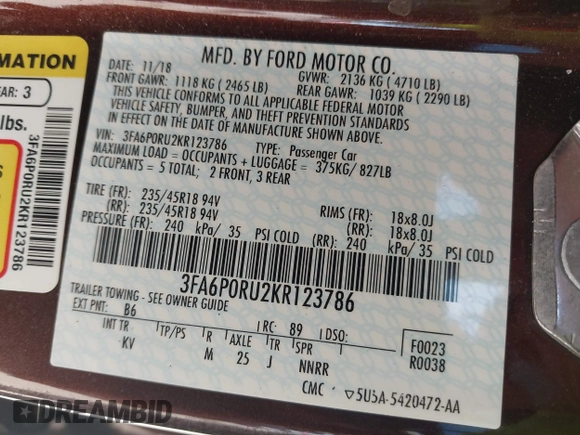 MFD. BY FORD MOTOR CO.
DATE: 11/18 GVWR: 2136 KG ( 4710 LB)
FRONT GAWR: 1118 KG ( 2465 LB) REAR GAWR: 1039 KG ( 2290 LB)
THIS VEHICLE CONFORMS TO ALL APPLICABLE FEDERAL MOTOR
VEHICLE SAFETY, BUMPER, AND THEFT PREVENTION STANDARDS
IN EFFECT ON THE DATE OF MANUFACTURE SHOWN ABOVE.
VIN: 3FA6P0RU2KR123786 TYPE: Passenger Car
MAXIMUM LOAD = OCCUPANTS + LUGGAGE = 375KG/ 827LB
OCCUPANTS = 5 TOTAL; 2 FRONT, 3 REAR
TIRE (FR): 235/45R18 94V RIMS (FR): 18x8.0J
(RR): 235/45R18 94V (RR): 18x8.0J
PRESSURE (FR): 240 kPa/ 35 PSI COLD (RR): 240 kPa/ 35 PSI COLD
3FA6P0RU2KR123786
TRAILER TOWING - SEE OWNER GUIDE
EXT PNT: B6 RC: 89 DSO: F0023
INT TR TP/PS R AXLE TR SPR R0038
KV M 25 J NNRR
CMC ▽5U5A-5420472-AA
MATION
EAR: 3
lbs.
3FA6P0RU2KR123786
DREAMBID